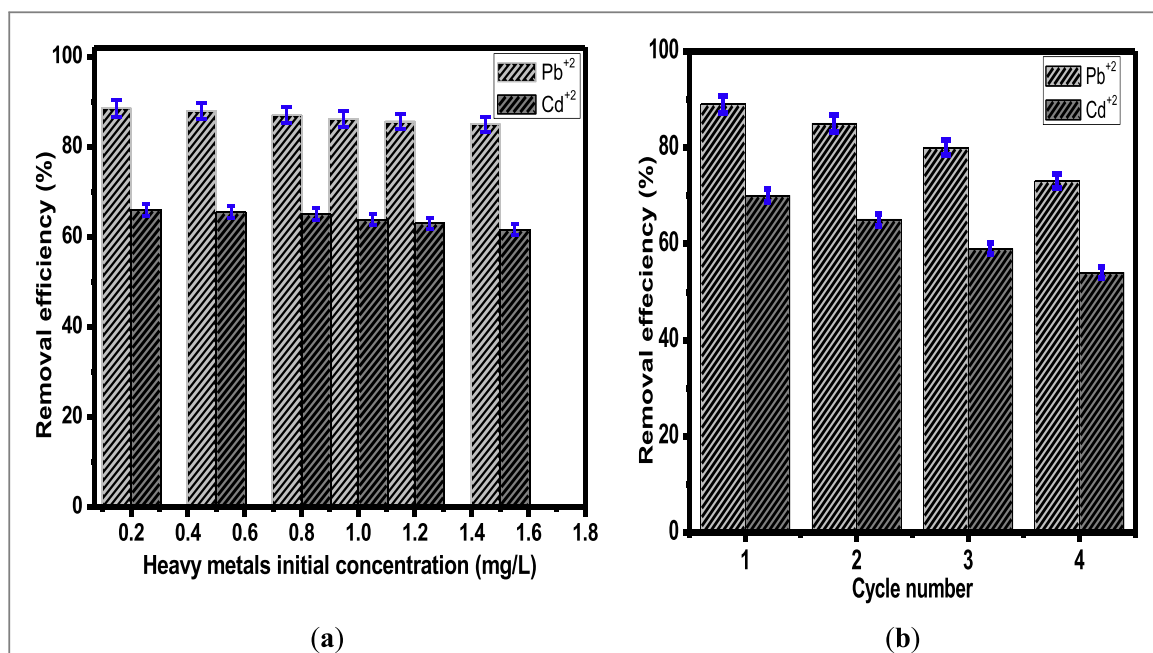 Removal efficiency (%)
100
80
60
40
20
0
Pb+2
Cd+2
0.2 0.4 0.6 0.8 1.0 1.2 1.4 1.6 1.8
Heavy metals initial concentration (mg/L)
(a)
Removal effeciency (%)
100
80
60
40
20
0
Pb+2
Cd+2
1 2 3 4
Cycle number
(b)